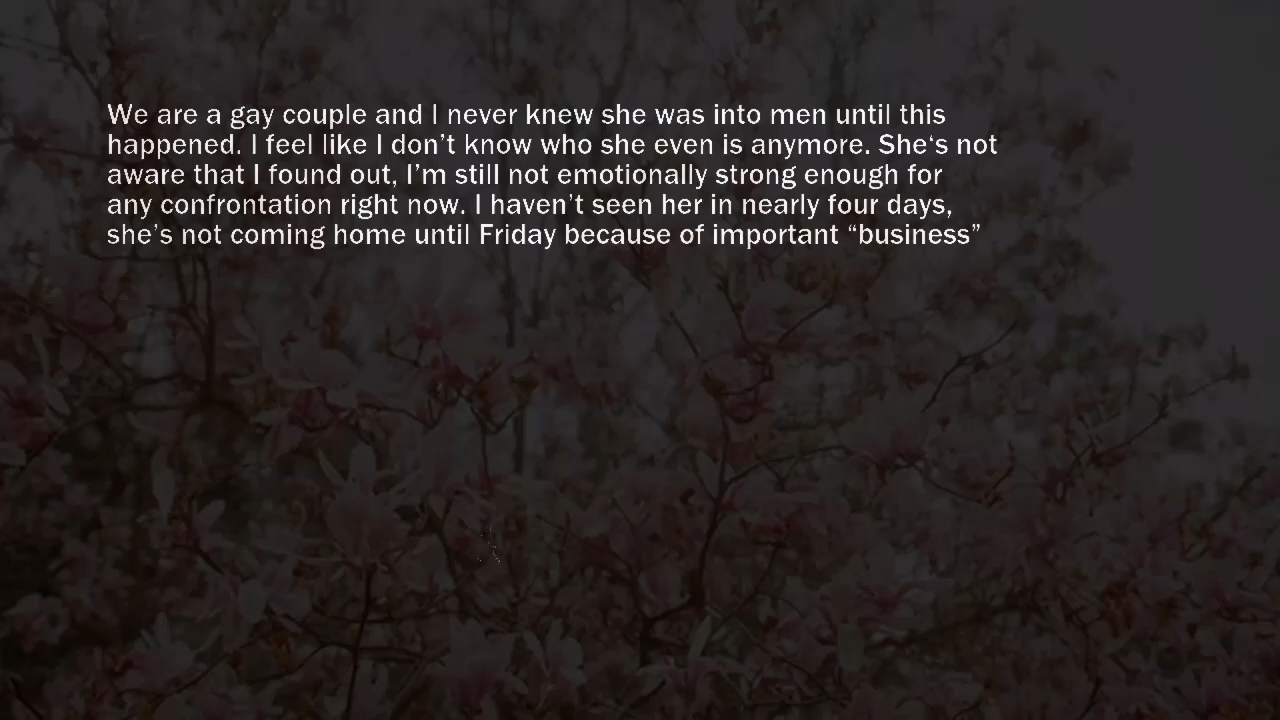 We are a gay couple and I never knew she was into men until this
happened. I feel like I don’t know who she even is anymore. She‘s not
aware that I found out, I’m still not emotionally strong enough for
any confrontation right now. I haven’t seen her in nearly four days,
she’s not coming home until Friday because of important “business”